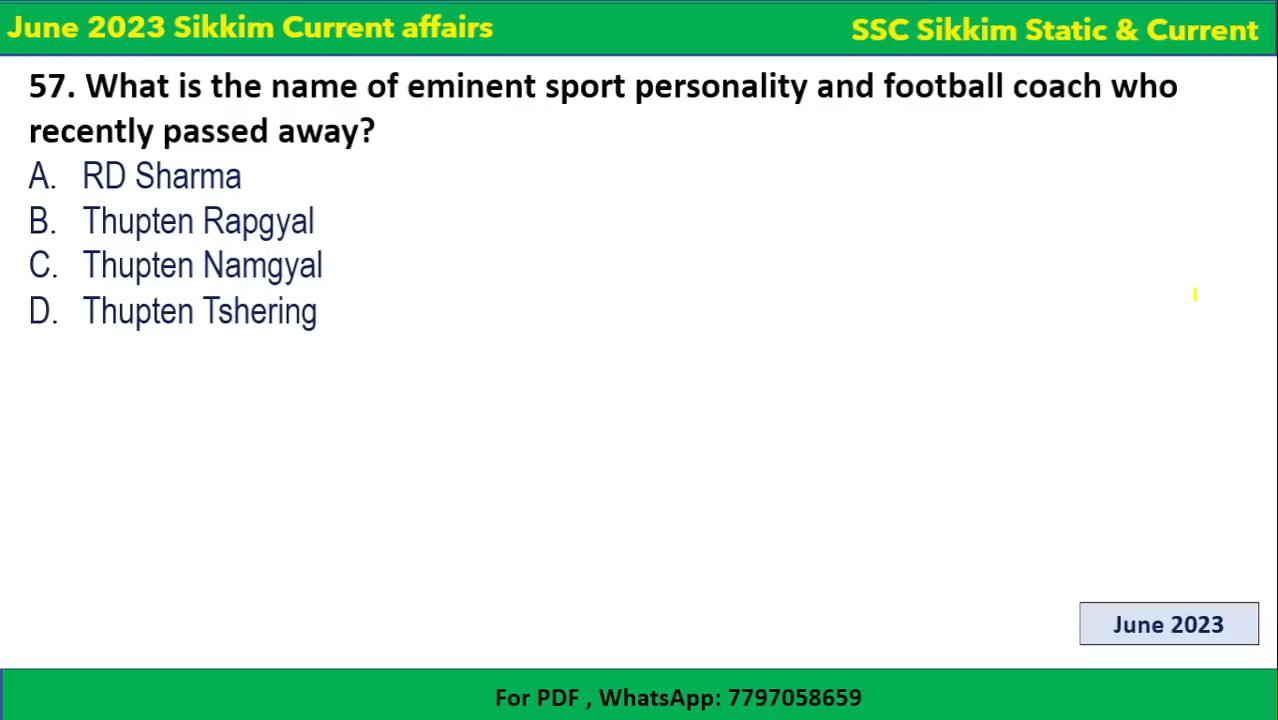 June 2023 Sikkim Current affairs
SSC Sikkim Static & Current
57. What is the name of eminent sport personality and football coach who
recently passed away?
A. RD Sharma
B. Thupten Rapgyal
C. Thupten Namgyal
D. Thupten Tshering
June 2023
For PDF , WhatsApp: 7797058659